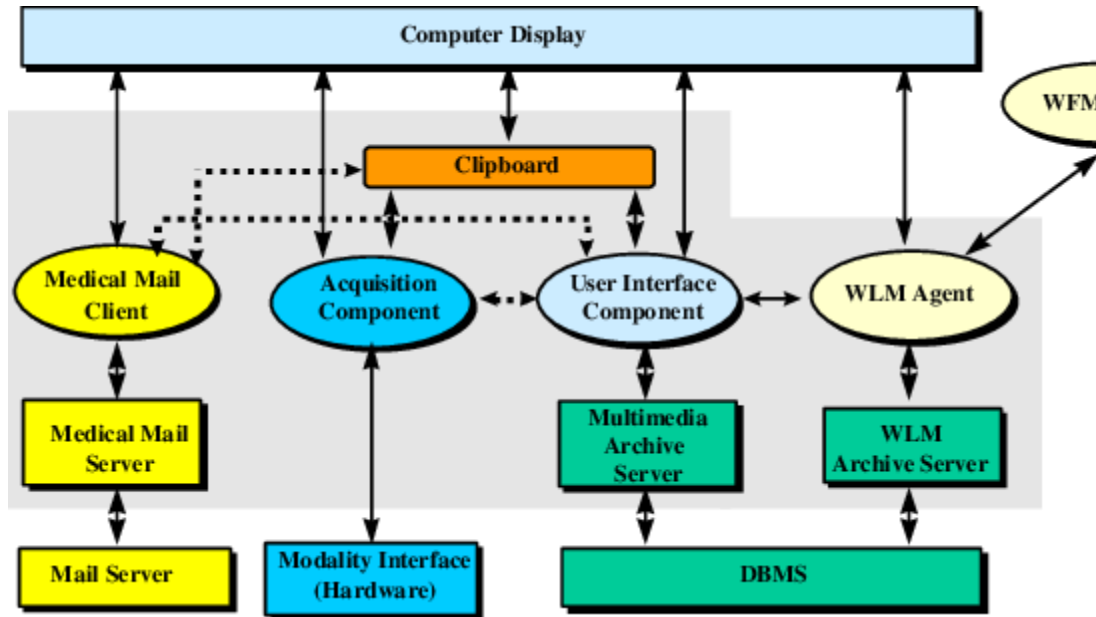 Computer Display
WFM
Clipboard
Medical Mail
Client
Acquisition
Component
User Interface
Component
WLM Agent
Medical Mail
Server
Multimedia
Archive
Server
WLM
Archive Server
Mail Server
Modality Interface
(Hardware)
DBMS